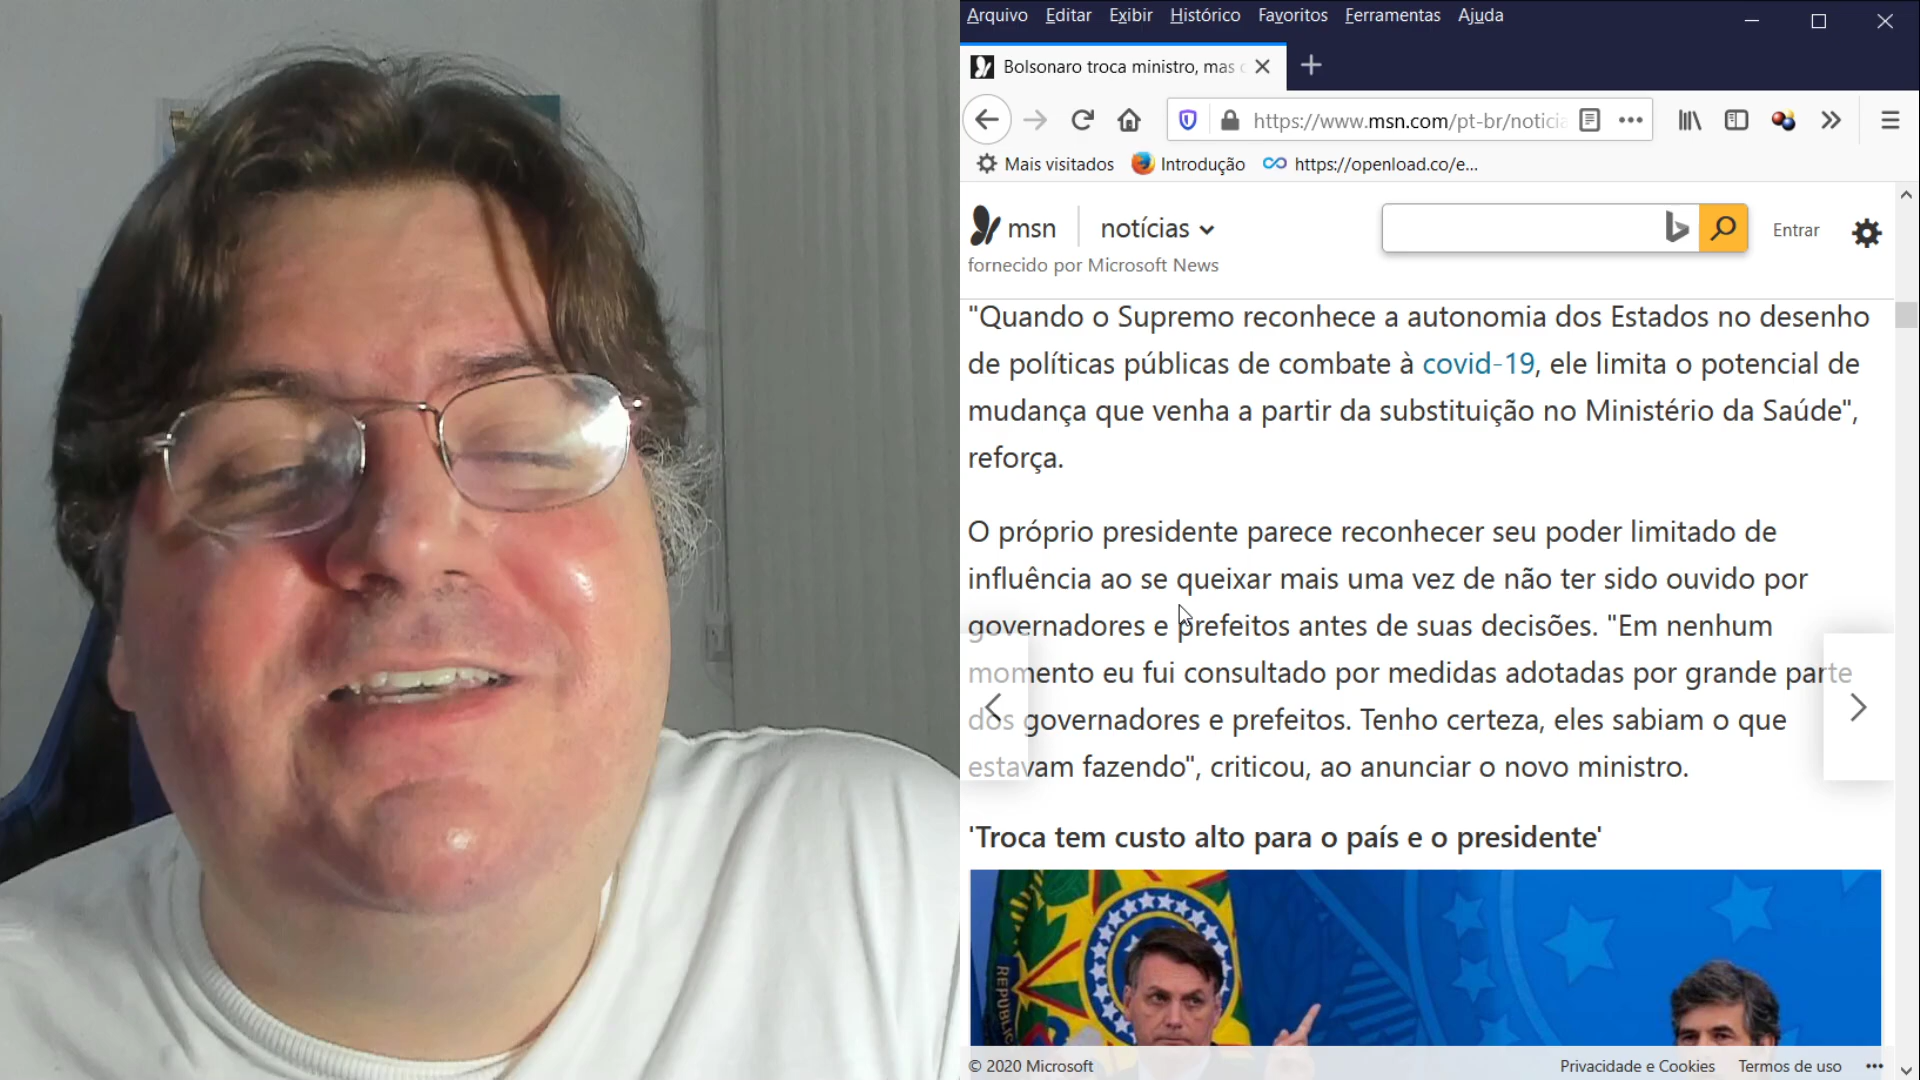 Arquivo Editar Exibir Histórico Favoritos Ferramentas Ajuda
Bolsonaro troca ministro, mas
https://www.msn.com/pt-br/noticia
Mais visitados Introdução https://openload.co/e...
msn notícias Entrar
fornecido por Microsoft News
"Quando o Supremo reconhece a autonomia dos Estados no desenho
de políticas públicas de combate à covid-19, ele limita o potencial de
mudança que venha a partir da substituição no Ministério da Saúde",
reforça.
O próprio presidente parece reconhecer seu poder limitado de
influência ao se queixar mais uma vez de não ter sido ouvido por
governadores e prefeitos antes de suas decisões. "Em nenhum
momento eu fui consultado por medidas adotadas por grande parte
dos governadores e prefeitos. Tenho certeza, eles sabiam o que
estavam fazendo", criticou, ao anunciar o novo ministro.
'Troca tem custo alto para o país e o presidente'
© 2020 Microsoft Privacidade e Cookies Termos de uso